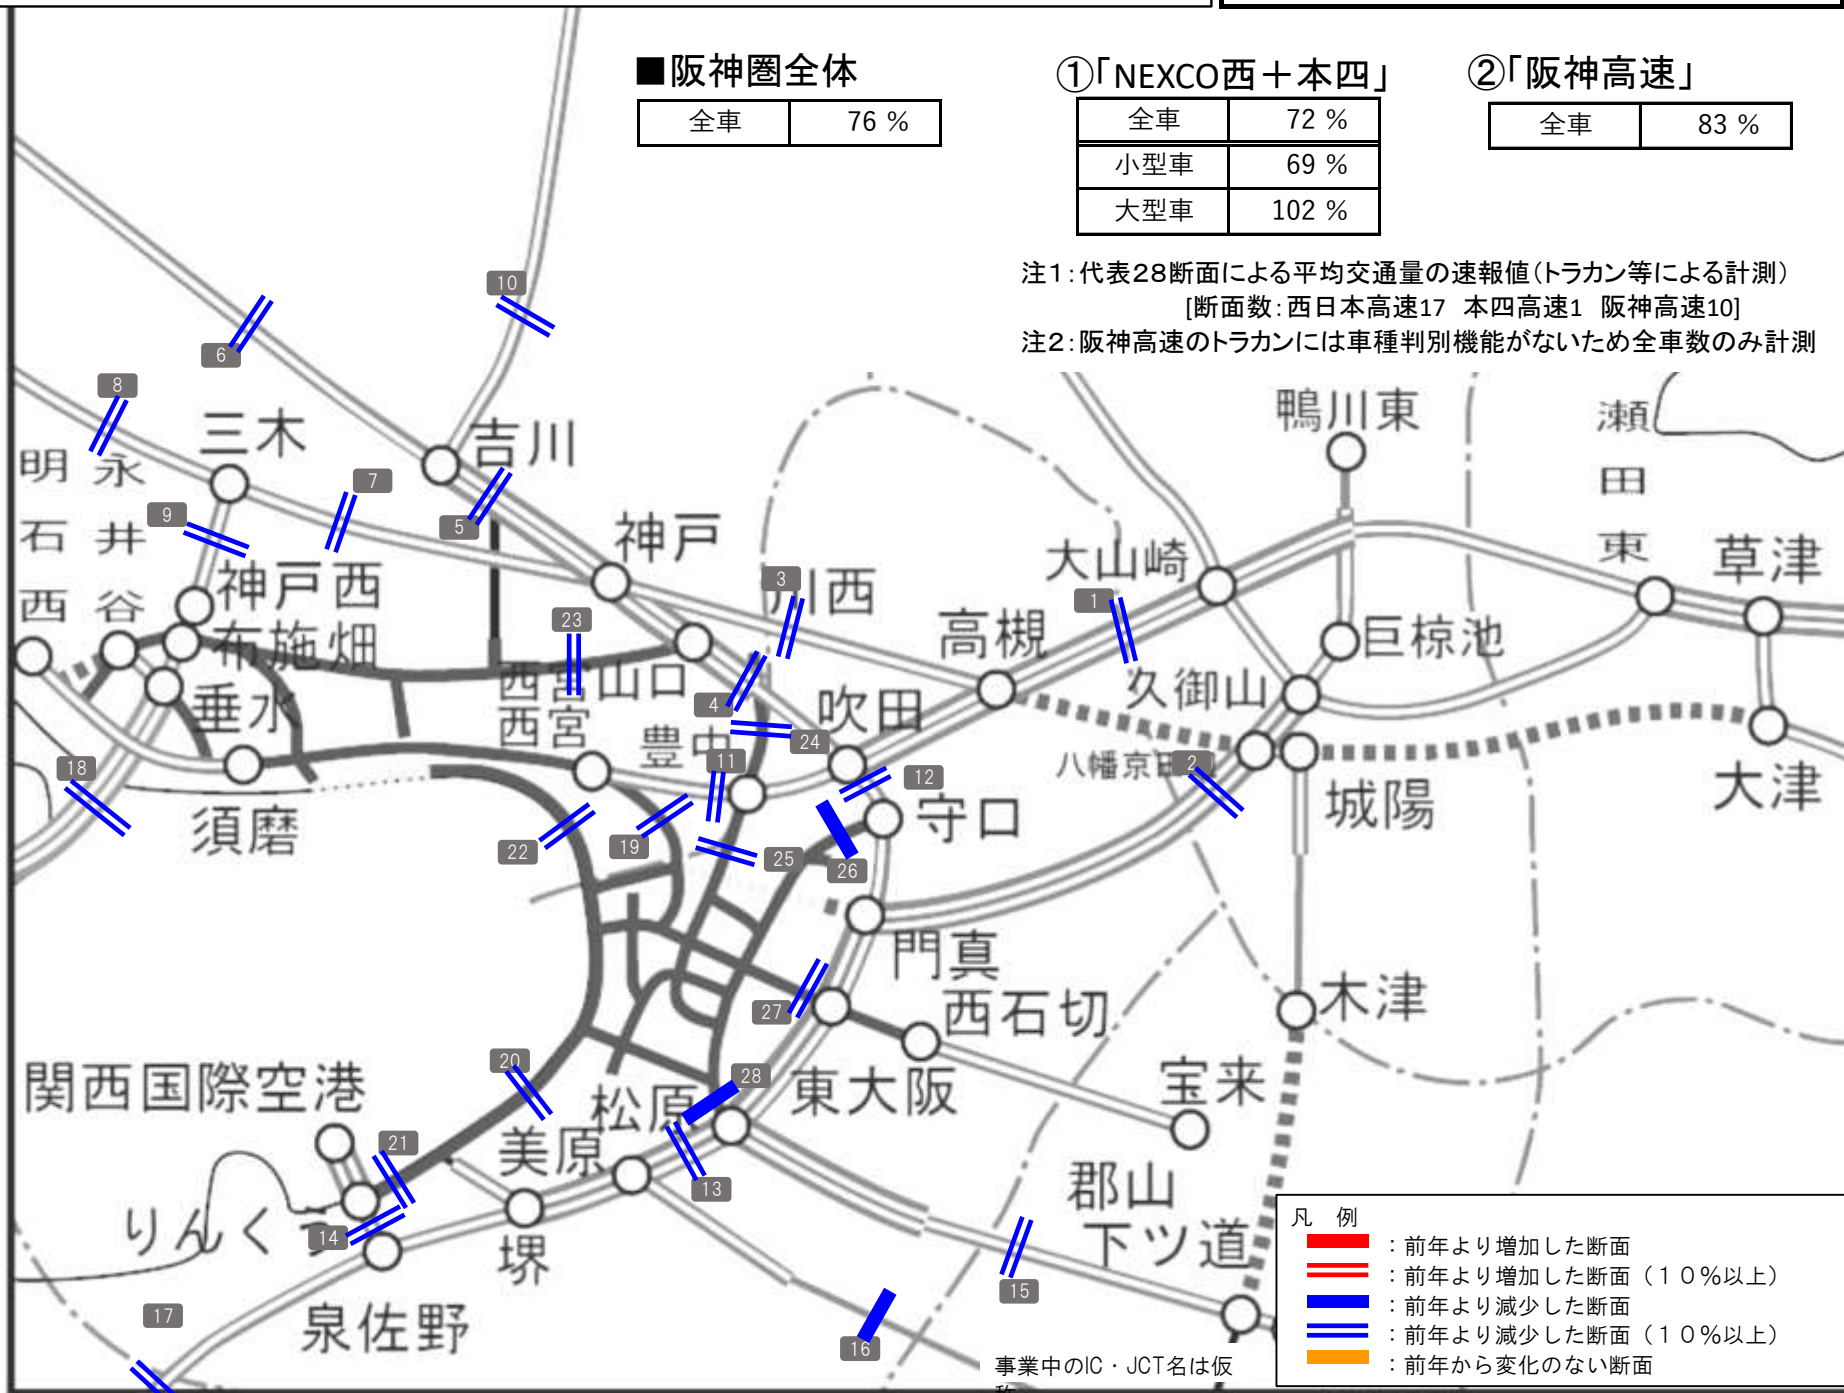 ■阪神圏全体
全車 76 %
①「NEXCO西＋本四」
全車 72 %
小型車 69 %
大型車 102 %
②「阪神高速」
全車 83 %
注1：代表28断面による平均交通量の速報値（トラカン等による計測）
[断面数：西日本高速17 本四高速1 阪神高速10]
注2：阪神高速のトラカンには車種判別機能がないため全車数のみ計測
10
6
8
三木
吉川
鴨川東
瀬田東
明石西
永井谷
7
9
5
神戸
神戸西
布施畑
23
3
川西
大山崎
1
草津
高槻
巨椋池
西宮山口
西宮
4
久御山
垂水
豊中
24
吹田
八幡京田
2
18
11
12
城陽
大津
須磨
22
19
25
26
守口
門真
27
西石切
木津
関西国際空港
20
松原
28
東大阪
宝来
21
美原
13
郡山
下ツ道
りんくう
14
堺
15
17
泉佐野
16
事業中のIC・JCT名は仮
称
凡　例
：前年より増加した断面
：前年より増加した断面（１０％以上）
：前年より減少した断面
：前年より減少した断面（１０％以上）
：前年から変化のない断面